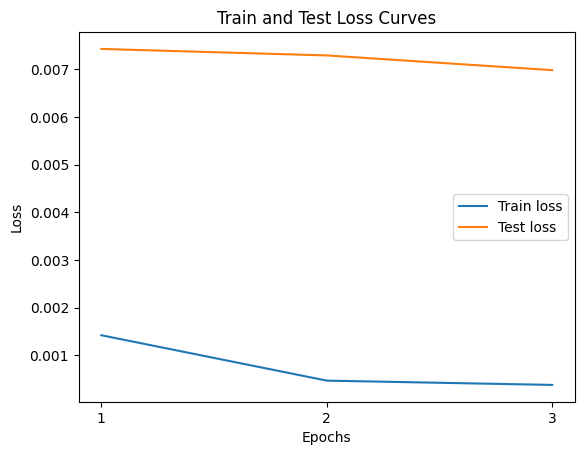 Train and Test Loss Curves
0.007
0.006
0.005
0.004
0.003
0.002
0.001
Loss
Train loss
Test loss
1
2
3
Epochs